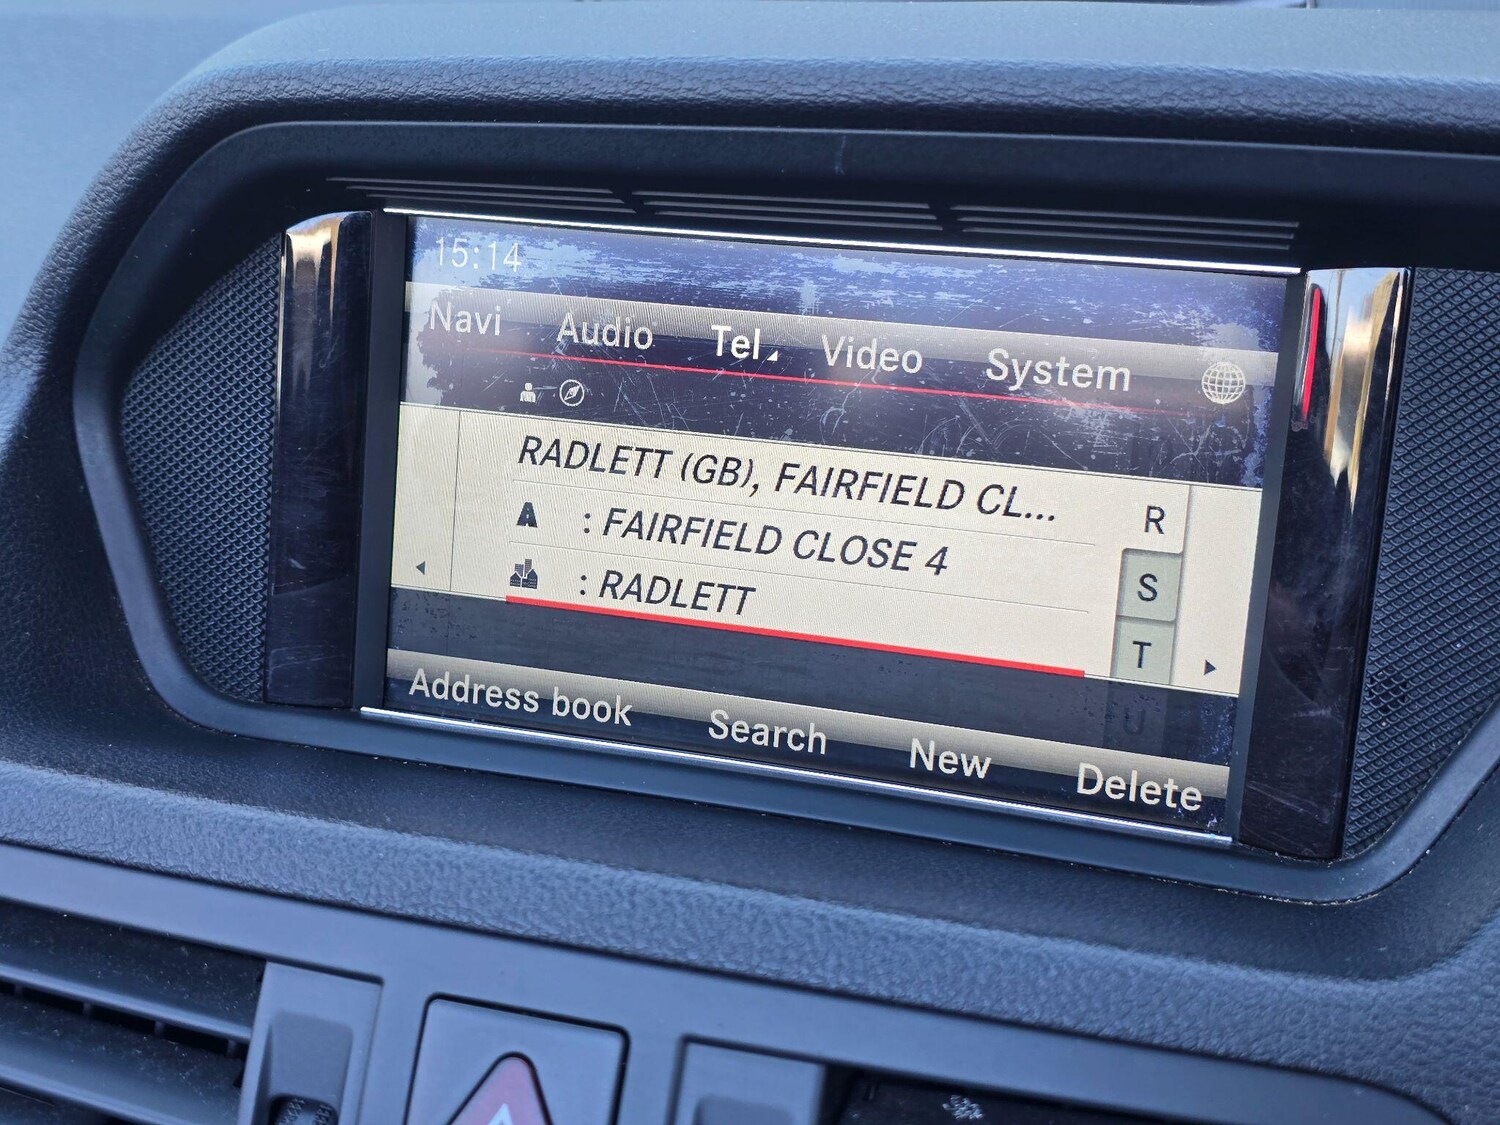 15:14
Navi Audio Tel Video System
RADLETT (GB), FAIRFIELD CL...
R
: FAIRFIELD CLOSE 4
S
: RADLETT
T
U
Address book Search New Delete